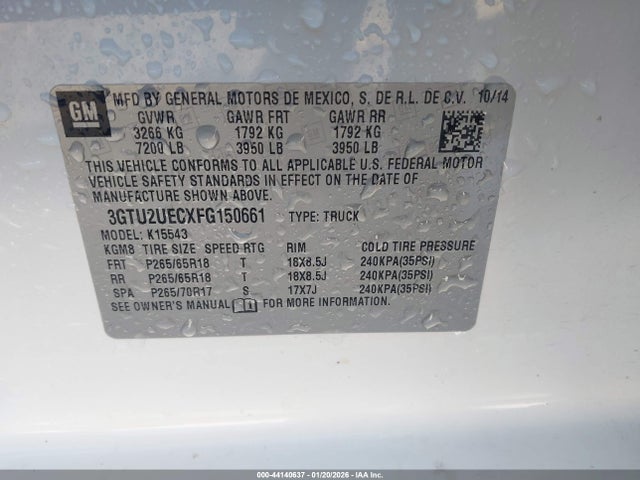 GM MFD BY GENERAL MOTORS DE MEXICO, S. DE R.L. DE C.V. 10/14
GVWR GAWR FRT GAWR RR
3266 KG 1792 KG 1792 KG
7200 LB 3950 LB 3950 LB
THIS VEHICLE CONFORMS TO ALL APPLICABLE U.S. FEDERAL MOTOR
VEHICLE SAFETY STANDARDS IN EFFECT ON THE DATE OF
MANUFACTURE SHOWN ABOVE.
3GTU2UECXFG150661 TYPE: TRUCK
MODEL: K15543
KGM8 TIRE SIZE SPEED RTG RIM COLD TIRE PRESSURE
FRT P265/65R18 T 18X8.5J 240KPA(35PSI)
RR P265/65R18 T 18X8.5J 240KPA(35PSI)
SPA P265/70R17 S 17X7J 240KPA(35PSI)
SEE OWNER'S MANUAL FOR MORE INFORMATION.
000-44140637 - 01/20/2026 - IAAI.COM